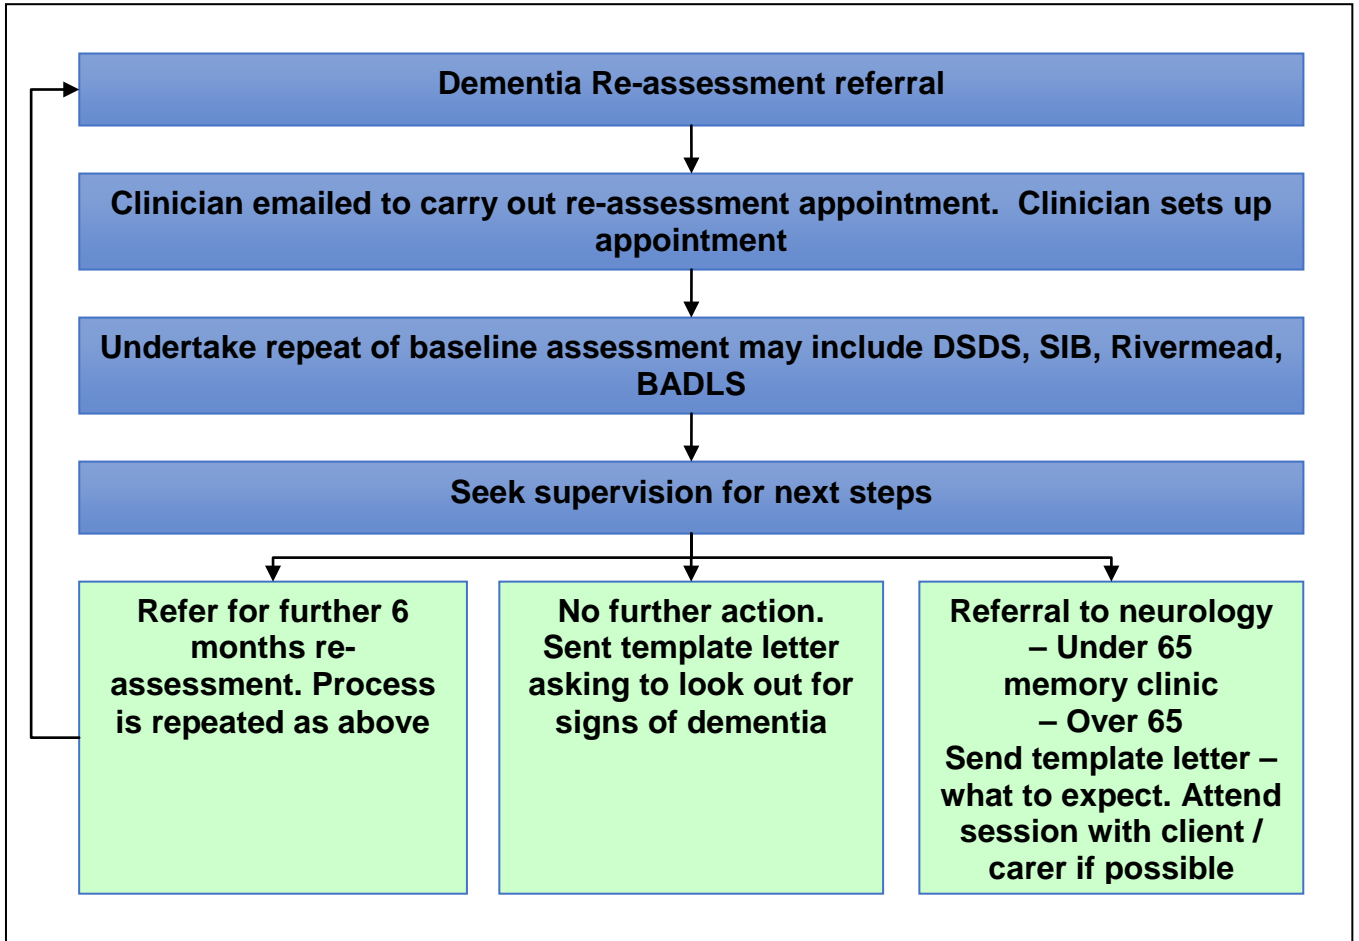 Dementia Re-assessment referral
Clinician emailed to carry out re-assessment appointment.  Clinician sets up
appointment
Undertake repeat of baseline assessment may include DSDS, SIB, Rivermead,
BADLS
Seek supervision for next steps
Refer for further 6
months re-
assessment. Process
is repeated as above
No further action.
Sent template letter
asking to look out for
signs of dementia
Referral to neurology
– Under 65
memory clinic
– Over 65
Send template letter –
what to expect. Attend
session with client /
carer if possible